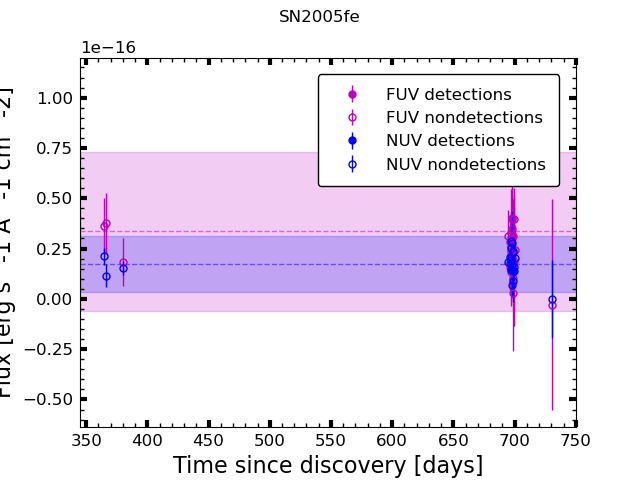 SN2005fe
1e−16
1.00
0.75
0.50
0.25
0.00
−0.25
−0.50
FUV detections
FUV nondetections
NUV detections
NUV nondetections
350 400 450 500 550 600 650 700 750
Time since discovery [days]
Flux [erg s -1 A -1 cm -2]